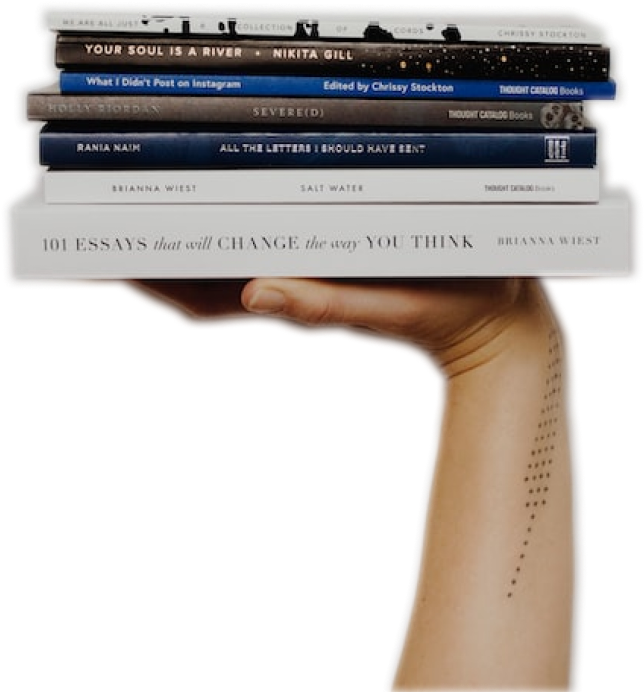 WE ARE ALL JUST A COLLECTION OF CORDS CHRISSY STOCKTON
YOUR SOUL IS A RIVER • NIKITA GILL
What I Didn't Post on Instagram Edited by Chrissy Stockton THOUGHT CATALOG Books
HOLLY RIORDAN SEVERE(D) THOUGHT CATALOG Books
RANIA NAIM ALL THE LETTERS I SHOULD HAVE SENT
BRIANNA WIEST SALT WATER THOUGHT CATALOG Books
101 ESSAYS that will CHANGE the way YOU THINK BRIANNA WIEST